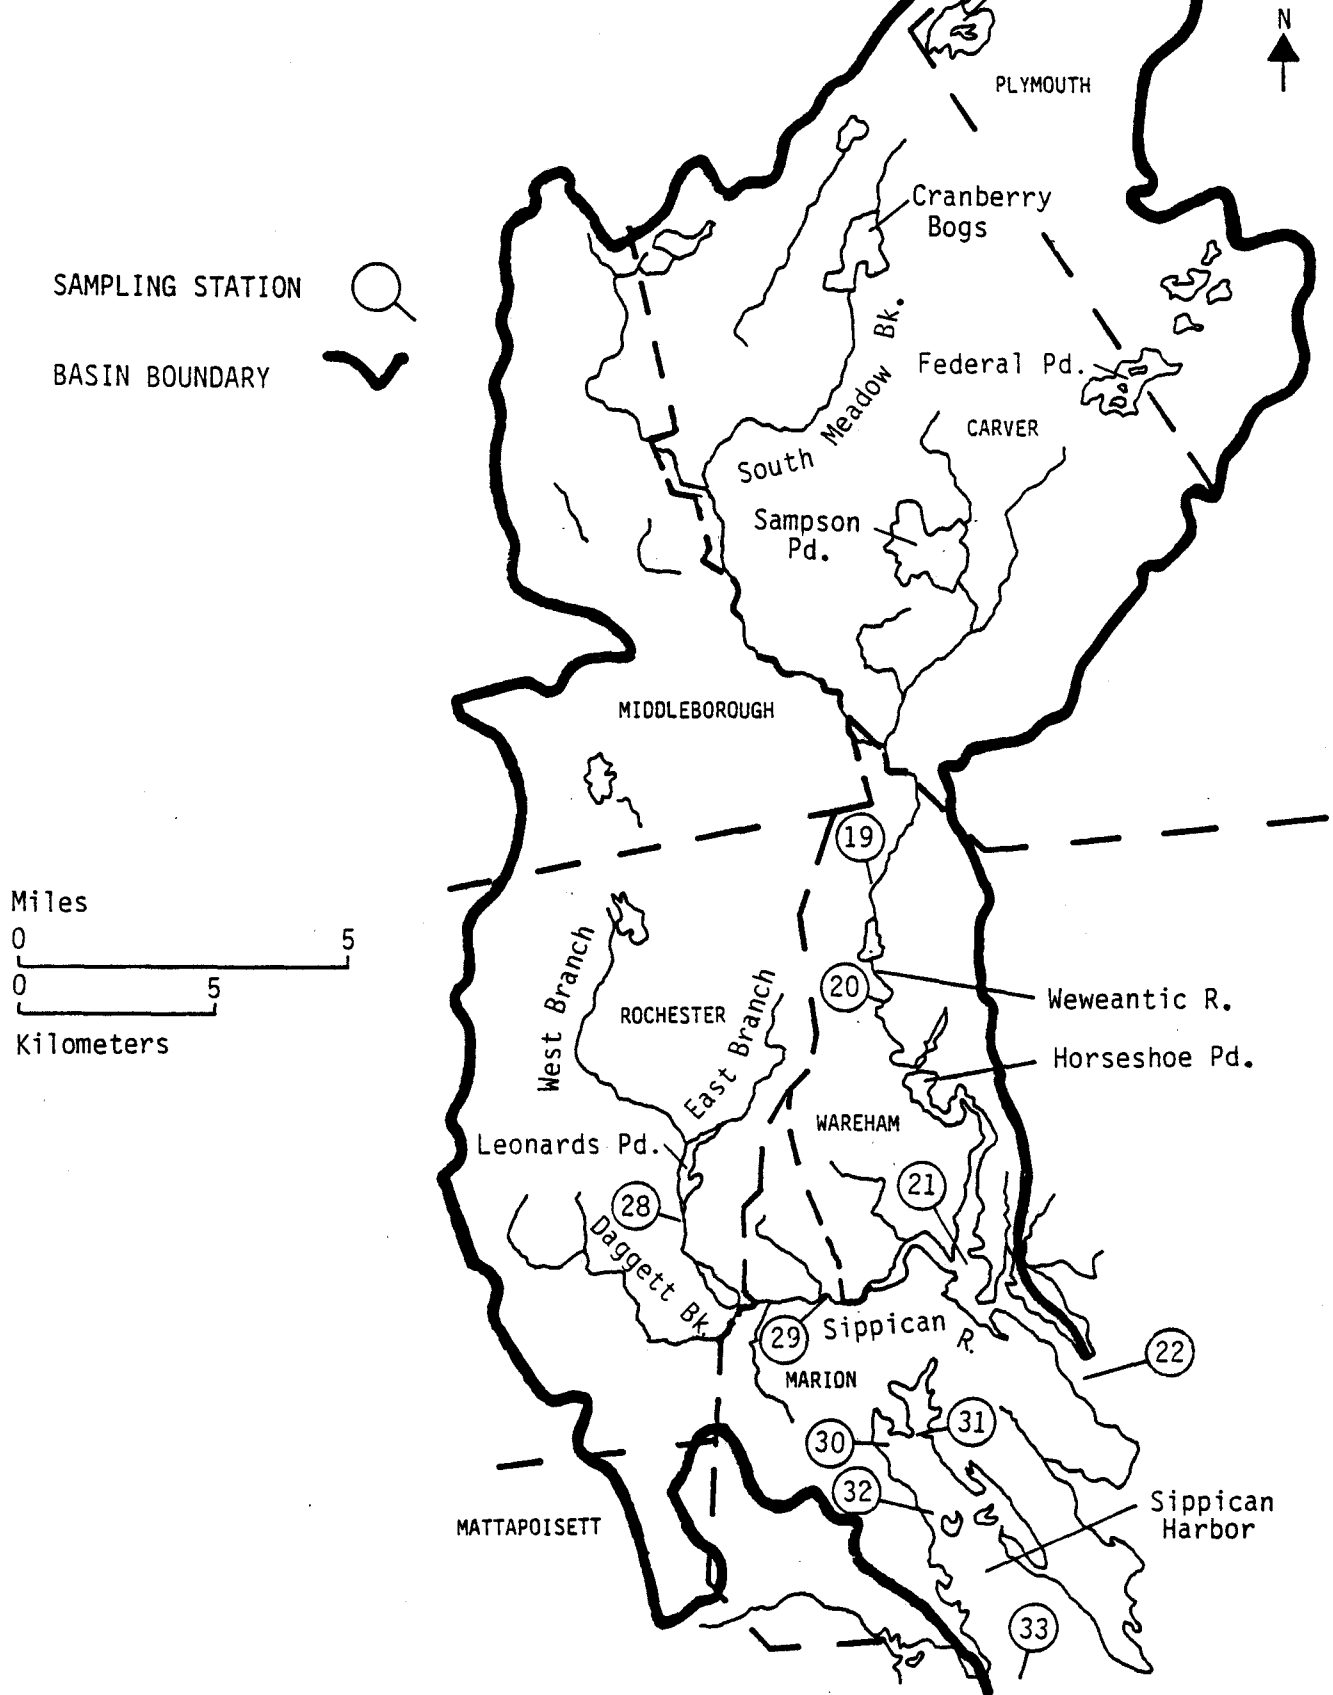 N
PLYMOUTH
Cranberry
Bogs
SAMPLING STATION
BASIN BOUNDARY
South Meadow Bk.
Federal Pd.
CARVER
Sampson
Pd.
MIDDLEBOROUGH
19
Miles
0 5
0 5
Kilometers
West Branch
ROCHESTER
East Branch
20
Weweantic R.
Horseshoe Pd.
WAREHAM
Leonards Pd.
21
28
Daggett Bk.
29
Sippican R.
22
MARION
31
30
32
Sippican
Harbor
MATTAPOISETT
33